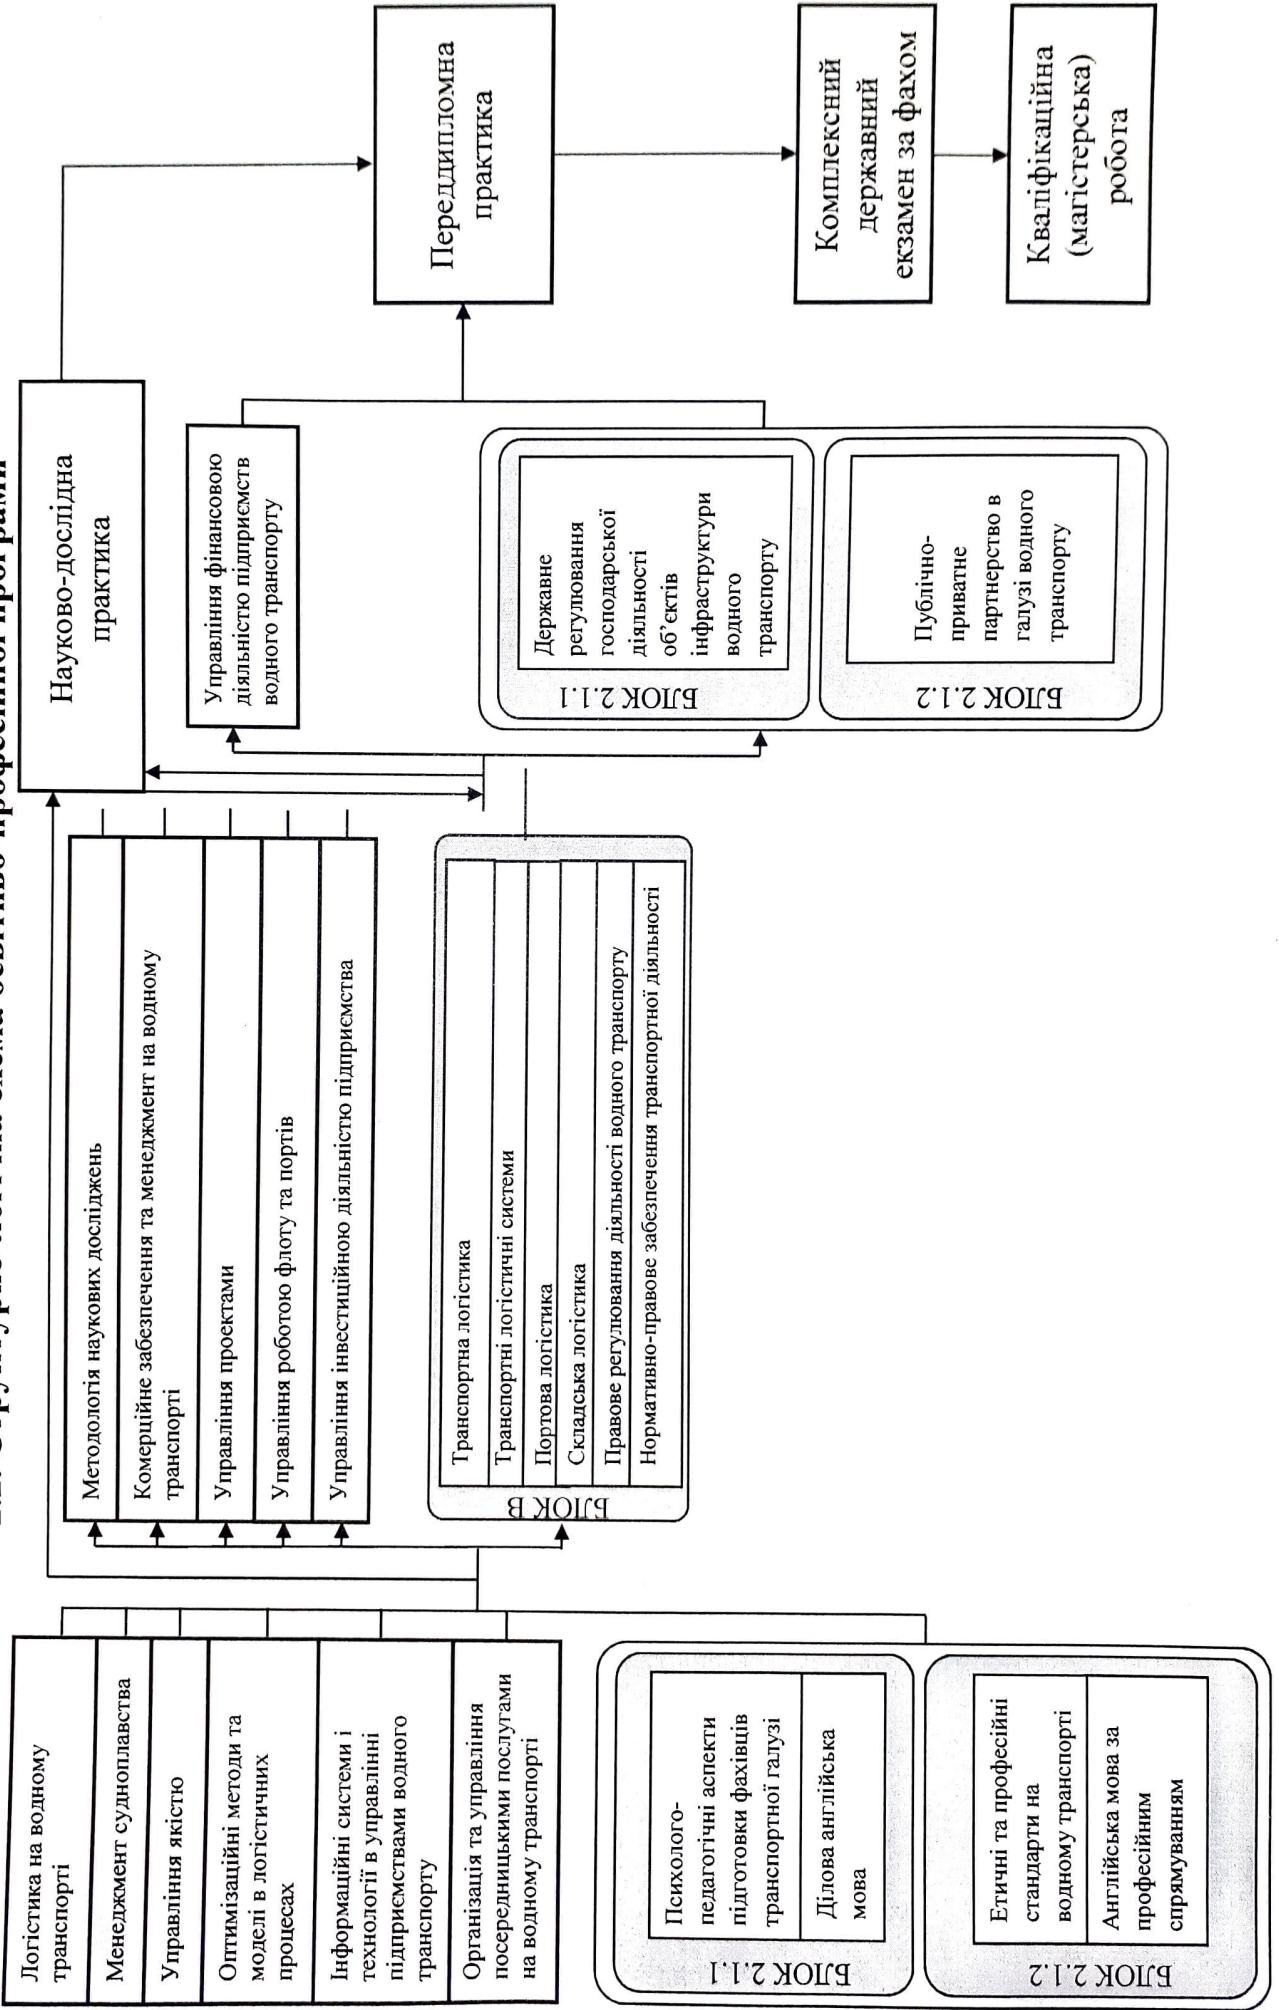 Структурно-логічна схема освітньо-професійної програми
Логістика на водному
транспорті
Менеджмент судноплавства
Управління якістю
Оптимізаційні методи та
моделі в логістичних
процесах
Інформаційні системи і
технології в управлінні
підприємствами водного
транспорту
Організація та управління
посередницькими послугами
на водному транспорті
БЛОК 2.1.1
Психолого-
педагогічні аспекти
підготовки фахівців
транспортної галузі
Ділова англійська
мова
БЛОК 2.1.2
Етичні та професійні
стандарти на
водному транспорті
Англійська мова за
професійним
спрямуванням
Методологія наукових досліджень
Комерційне забезпечення та менеджмент на водному
транспорті
Управління проектами
Управління роботою флоту та портів
Управління інвестиційною діяльністю підприємства
БЛОК В
Транспортна логістика
Транспортні логістичні системи
Портова логістика
Складська логістика
Правове регулювання діяльності водного транспорту
Нормативно-правове забезпечення транспортної діяльності
Науково-дослідна
практика
Управління фінансовою
діяльністю підприємств
водного транспорту
БЛОК 2.1.1
Державне
регулювання
господарської
діяльності
об’єктів
інфраструктури
водного
транспорту
БЛОК 2.1.2
Публічно-
приватне
партнерство в
галузі водного
транспорту
Переддипломна
практика
Комплексний
державний
екзамен за фахом
Кваліфікаційна
(магістерська)
робота